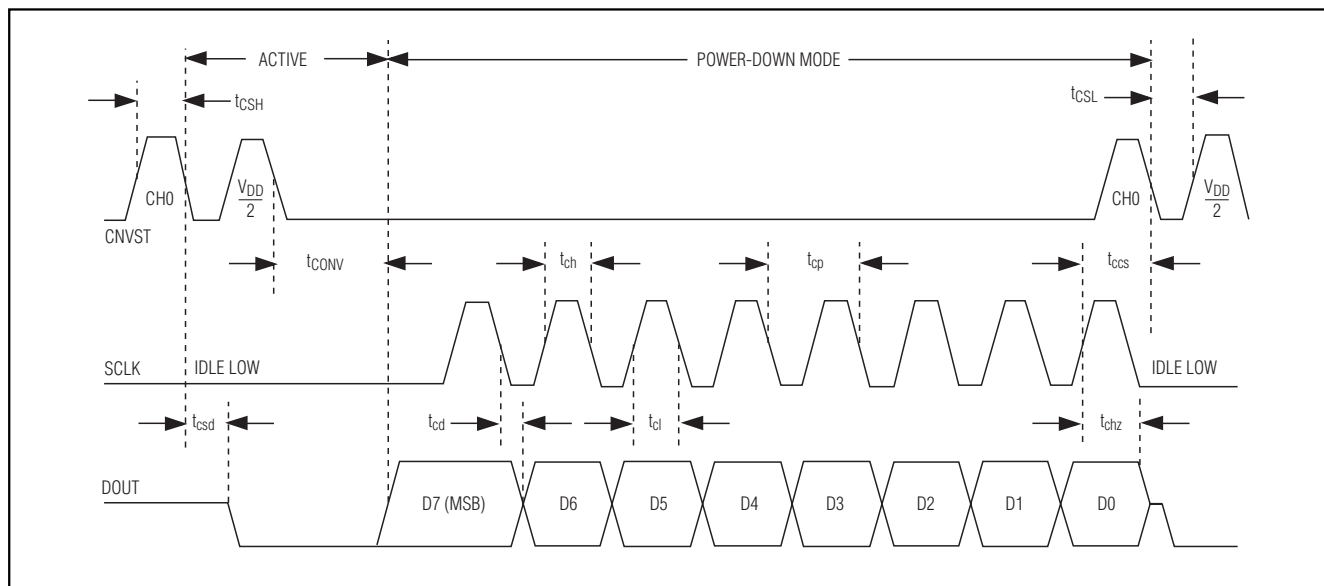 ACTIVE
POWER-DOWN MODE
tCSH
tCSL
CH0
VDD
2
CH0
VDD
2
CNVST
tCONV
tch
tcp
tccs
SCLK
IDLE LOW
IDLE LOW
tcsd
tcd
tcl
tchz
DOUT
D7 (MSB)
D6
D5
D4
D3
D2
D1
D0